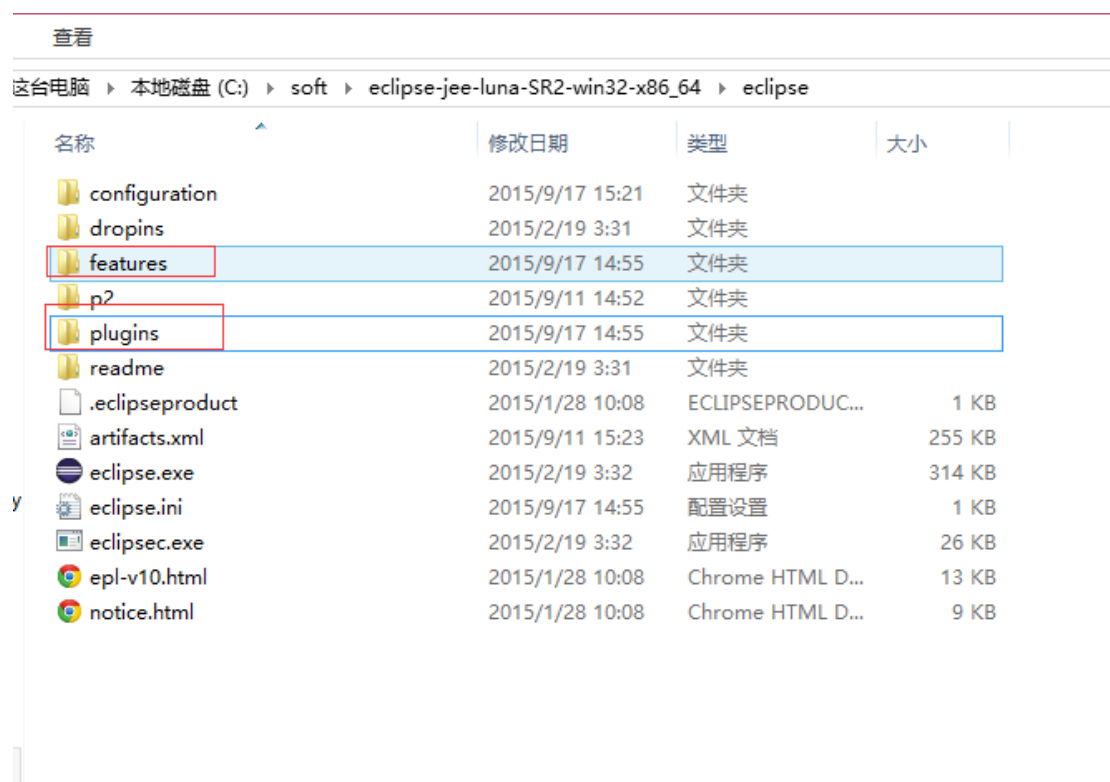 查看
这台电脑 ▸ 本地磁盘 (C:) ▸ soft ▸ eclipse-jee-luna-SR2-win32-x86_64 ▸ eclipse
名称 修改日期 类型 大小
configuration 2015/9/17 15:21 文件夹
dropins 2015/2/19 3:31 文件夹
features 2015/9/17 14:55 文件夹
p2 2015/9/11 14:52 文件夹
plugins 2015/9/17 14:55 文件夹
readme 2015/2/19 3:31 文件夹
.eclipseproduct 2015/1/28 10:08 ECLIPSEPRODUC... 1 KB
artifacts.xml 2015/9/11 15:23 XML 文档 255 KB
eclipse.exe 2015/2/19 3:32 应用程序 314 KB
y
eclipse.ini 2015/9/17 14:55 配置设置 1 KB
eclipsec.exe 2015/2/19 3:32 应用程序 26 KB
epl-v10.html 2015/1/28 10:08 Chrome HTML D... 13 KB
notice.html 2015/1/28 10:08 Chrome HTML D... 9 KB